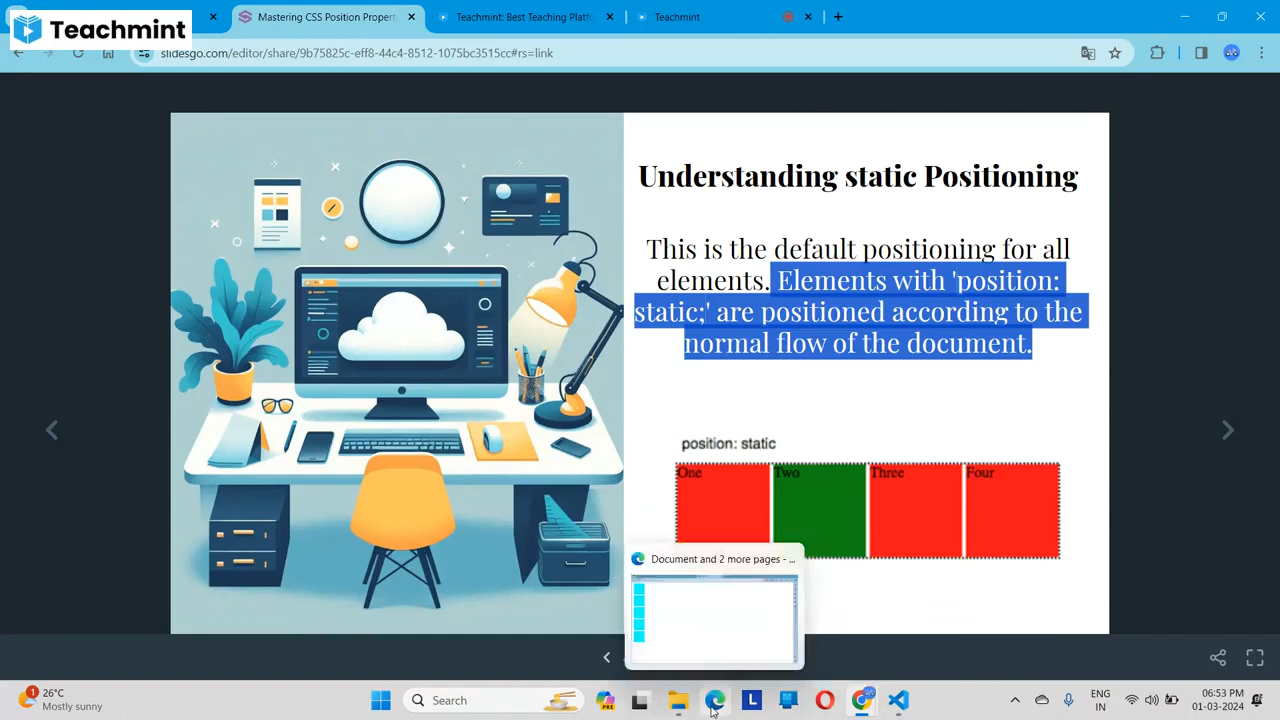 Teachmint
Mastering CSS Position Propert
Teachmint: Best Teaching Platf
Teachmint
slidesgo.com/editor/share/9b75825c-eff8-44c4-8512-1075bc3515cc#rs=link
Understanding static Positioning
This is the default positioning for all
elements. Elements with 'position:
static;' are positioned according to the
normal flow of the document.
position: static
One Two Three Four
Document and 2 more pages - ...
1
26°C
Mostly sunny
Search
PRE
L
ENG
IN
06:53 PM
01-03-2024